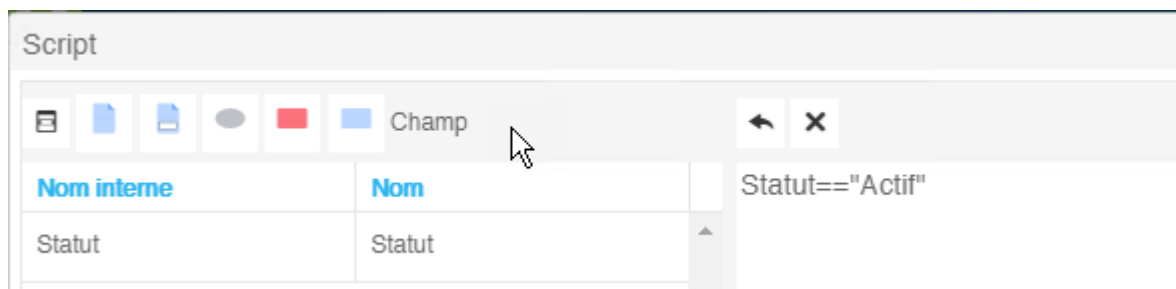 Script
Champ
Nom interne
Nom
Statut
Statut
Statut=="Actif"